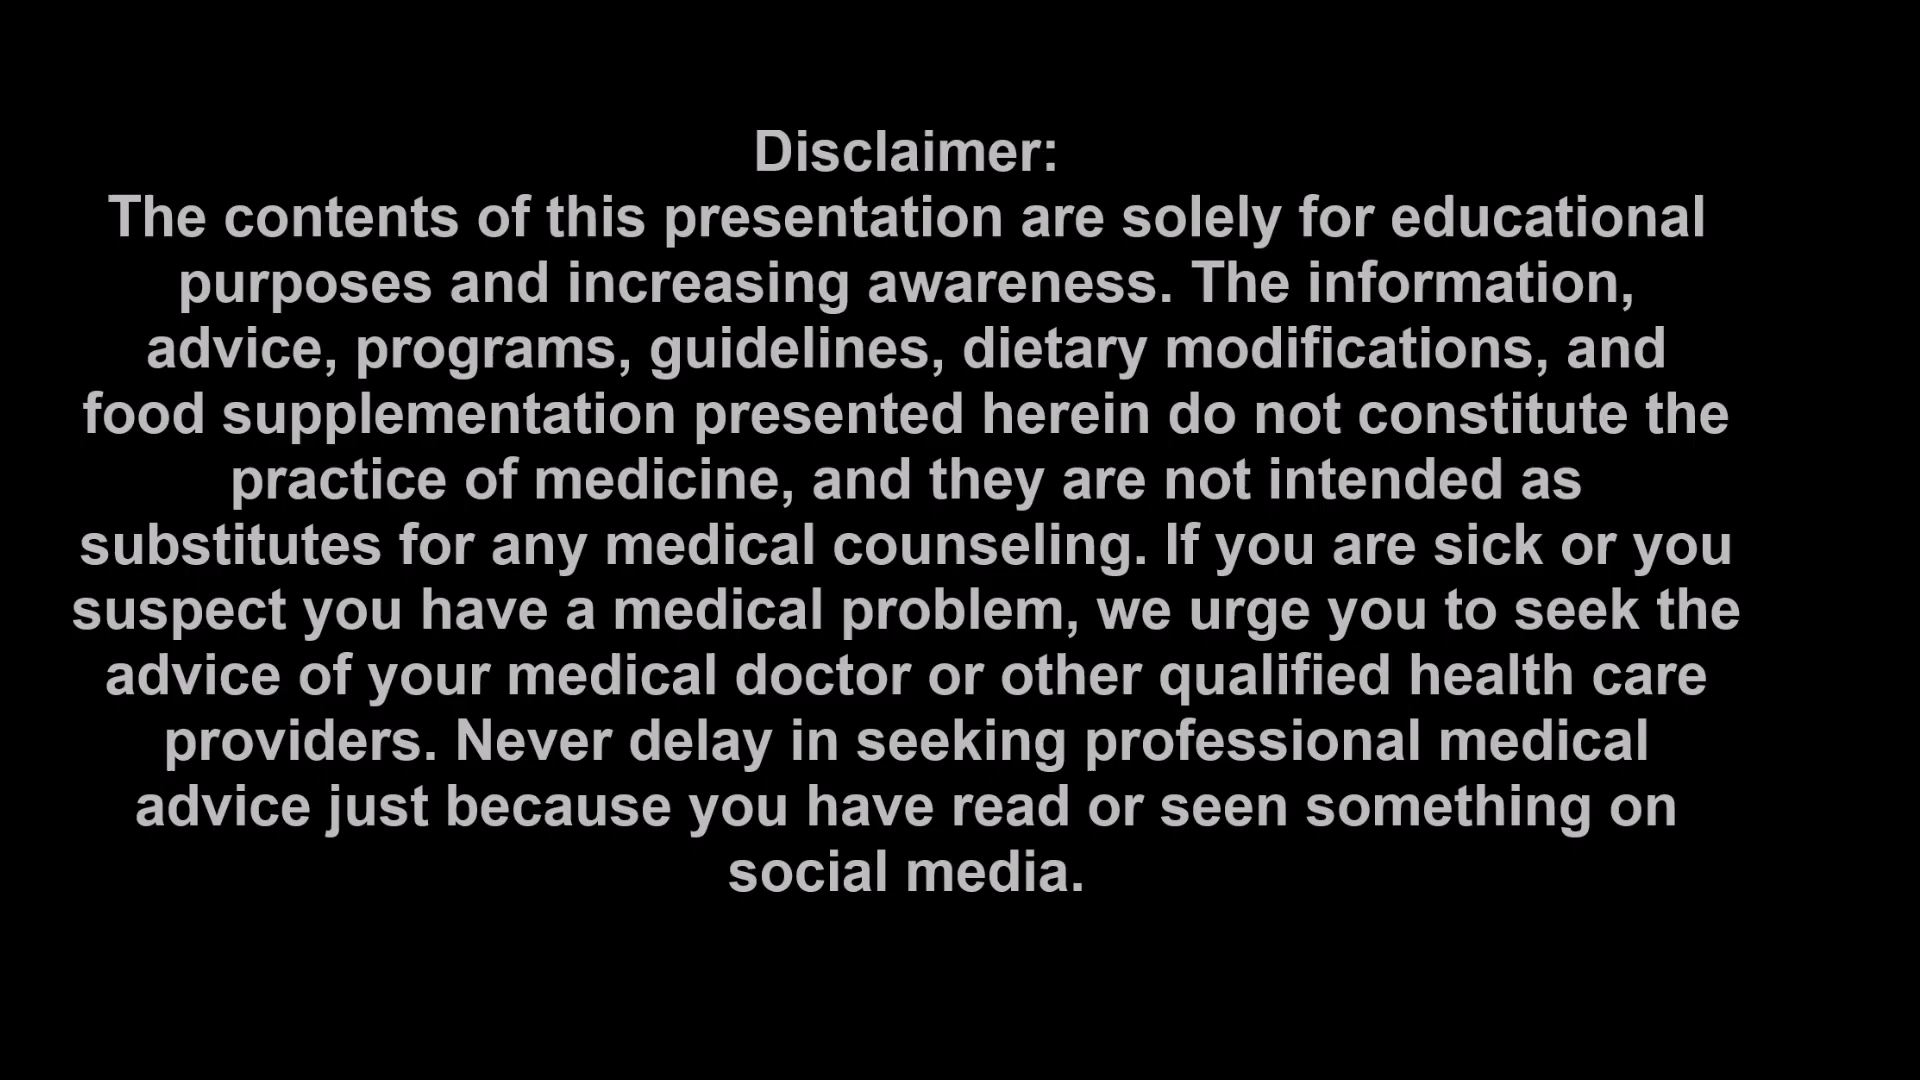 Disclaimer:
The contents of this presentation are solely for educational
purposes and increasing awareness. The information,
advice, programs, guidelines, dietary modifications, and
food supplementation presented herein do not constitute the
practice of medicine, and they are not intended as
substitutes for any medical counseling. If you are sick or you
suspect you have a medical problem, we urge you to seek the
advice of your medical doctor or other qualified health care
providers. Never delay in seeking professional medical
advice just because you have read or seen something on
social media.